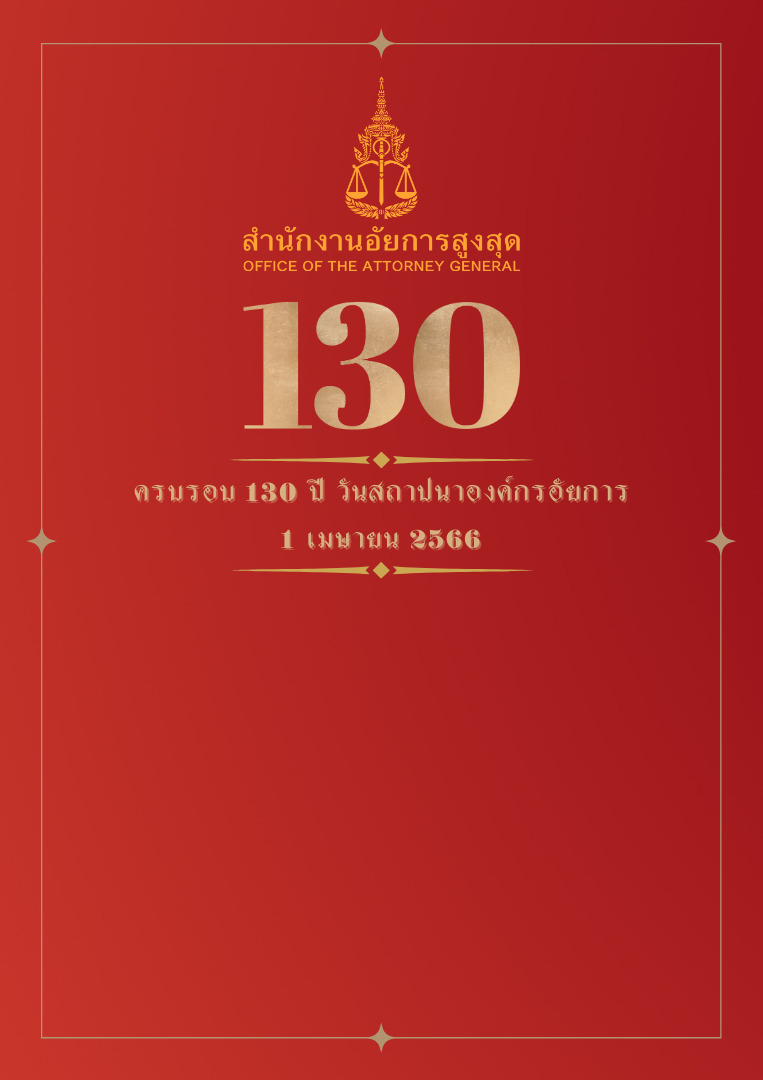 สำนักงานอัยการสูงสุด
OFFICE OF THE ATTORNEY GENERAL
130
ครบรอบ 130 ปี วันสถาปนาองค์กรอัยการ
1 เมษายน 2566